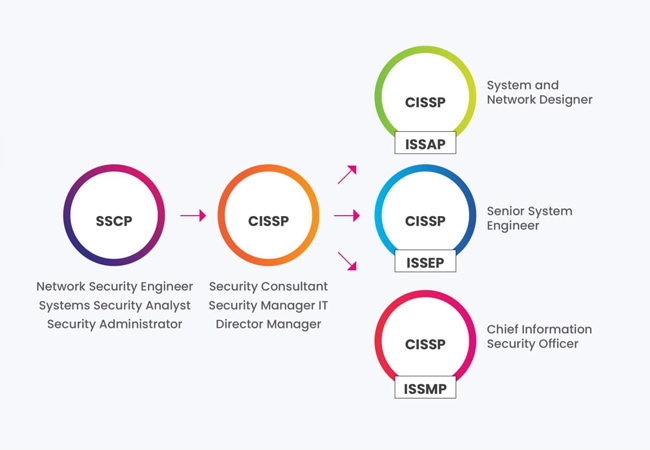 SSCP
Network Security Engineer
Systems Security Analyst
Security Administrator
CISSP
Security Consultant
Security Manager IT
Director Manager
CISSP
ISSAP
System and
Network Designer
CISSP
ISSEP
Senior System
Engineer
CISSP
ISSMP
Chief Information
Security Officer